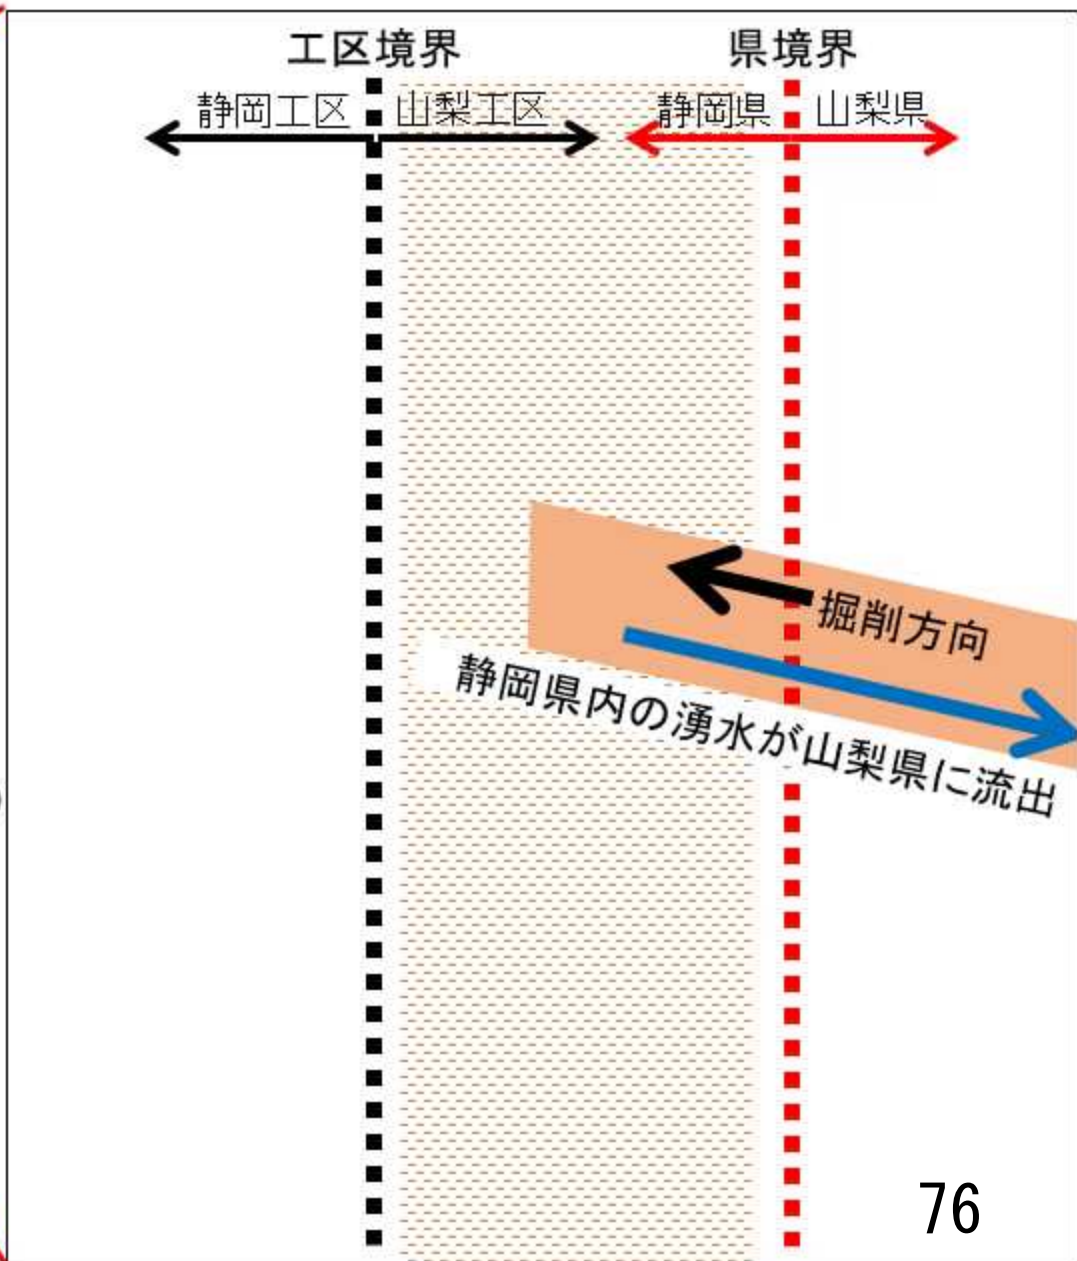 工区境界
県境界
静岡工区
山梨工区
静岡県
山梨県
掘削方向
静岡県内の湧水が山梨県に流出
76